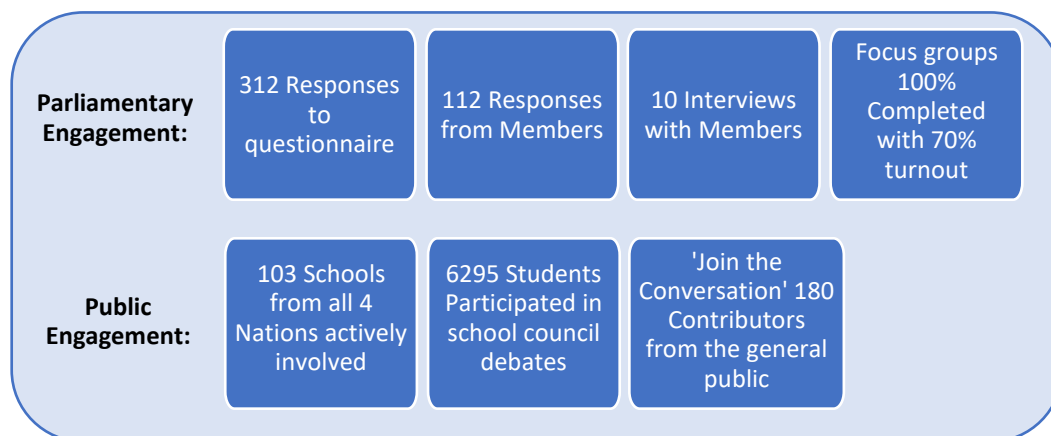 Parliamentary
Engagement:
312 Responses
to
questionnaire
112 Responses
from Members
10 Interviews
with Members
Focus groups
100%
Completed
with 70%
turnout
Public
Engagement:
103 Schools
from all 4
Nations actively
involved
6295 Students
Participated in
school council
debates
'Join the
Conversation' 180
Contributors
from the general
public